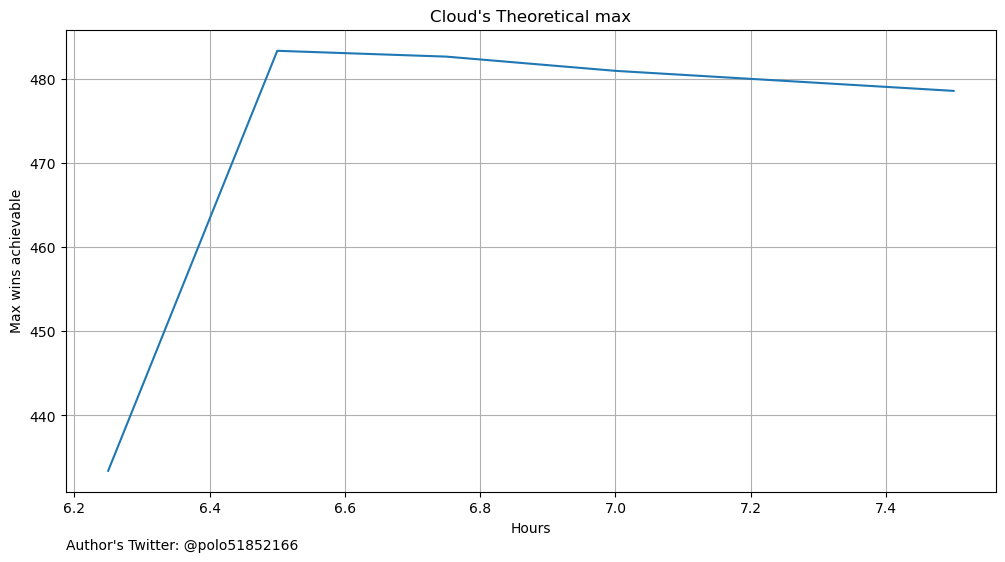 Cloud's Theoretical max
Max wins achievable
480
470
460
450
440
6.2 6.4 6.6 6.8 7.0 7.2 7.4
Hours
Author's Twitter: @polo51852166